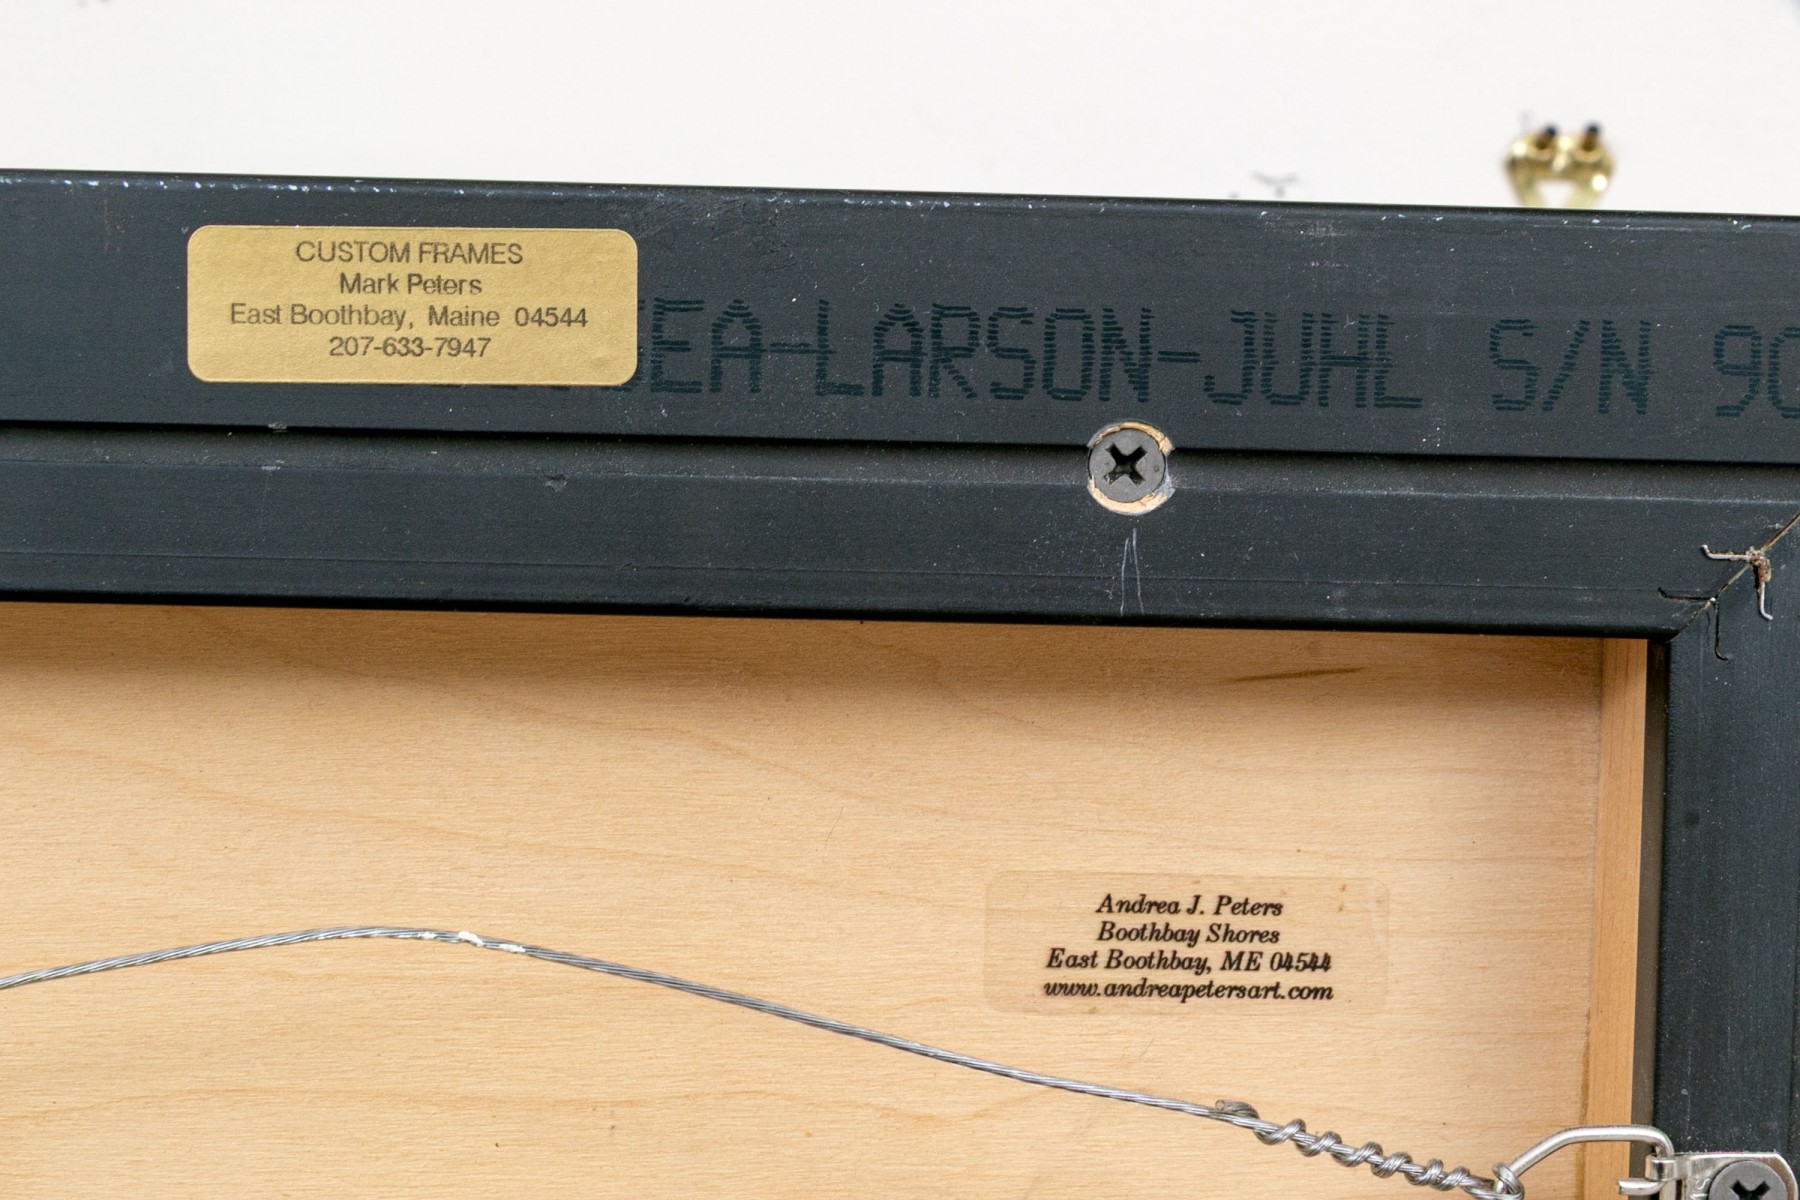 CUSTOM FRAMES
Mark Peters
East Boothbay, Maine 04544
207-633-7947
LARSON-JUHL S/N
Andrea J. Peters
Boothbay Shores
East Boothbay, ME 04544
www.andreapetersart.com